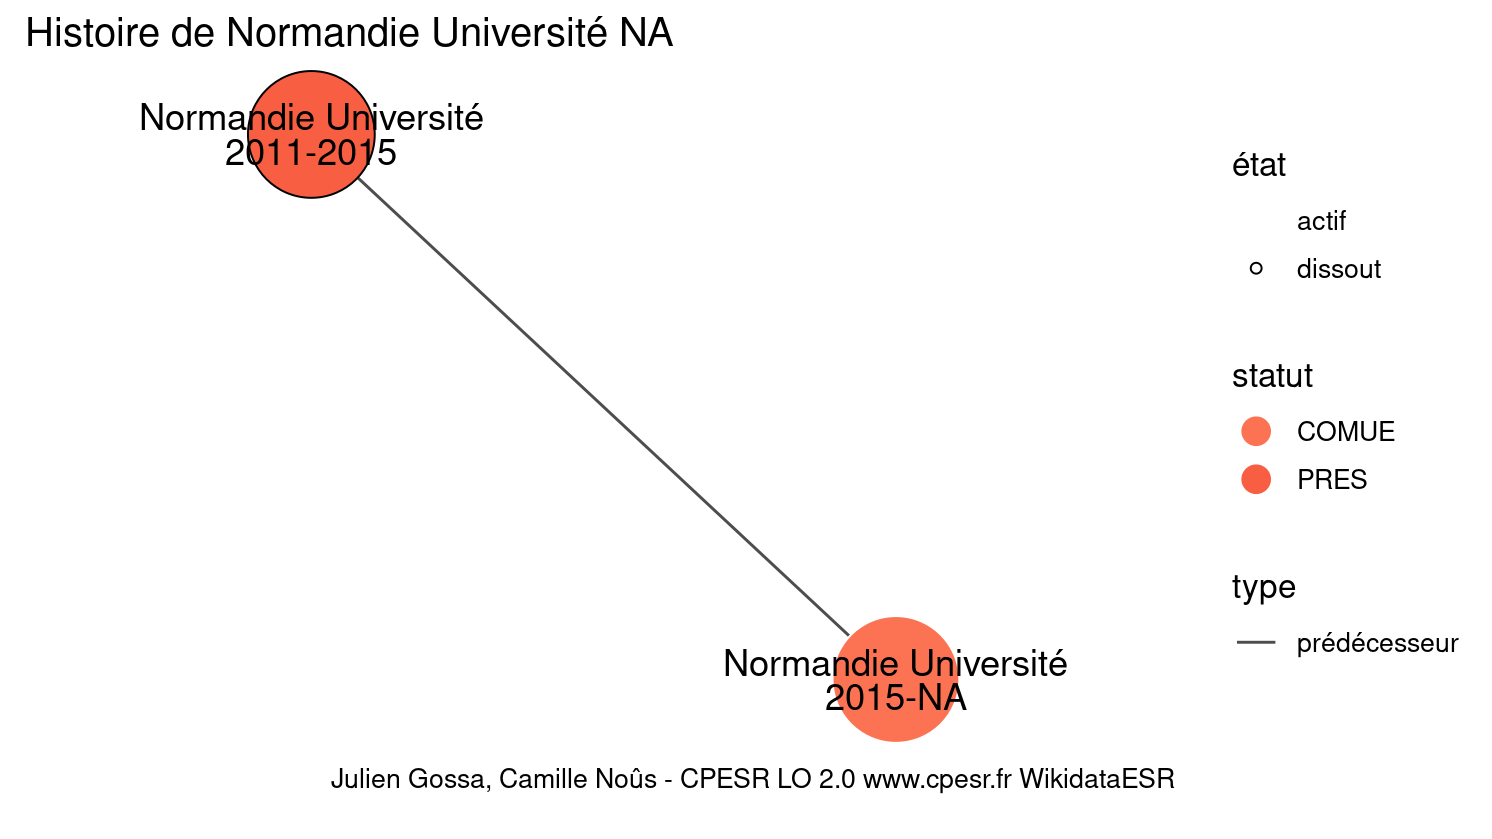 Histoire de Normandie Université NA
Normandie Université
2011-2015
état
actif
dissout
statut
COMUE
PRES
type
prédécesseur
Normandie Université
2015-NA
Julien Gossa, Camille Noûs - CPESR LO 2.0 www.cpesr.fr WikidataESR